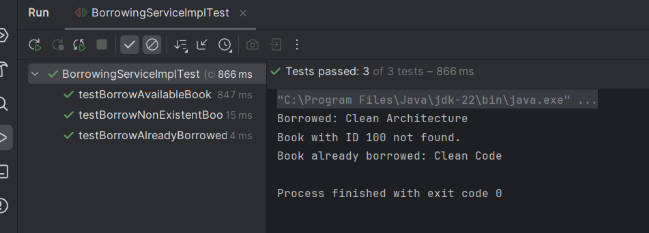 Run BorrowingServiceImplTest ×
BorrowingServiceImplTest (c 866 ms
testBorrowAvailableBook 847 ms
testBorrowNonExistentBoo 15 ms
testBorrowAlreadyBorrowed 4 ms
Tests passed: 3 of 3 tests – 866 ms
"C:\Program Files\Java\jdk-22\bin\java.exe" ...
Borrowed: Clean Architecture
Book with ID 100 not found.
Book already borrowed: Clean Code
Process finished with exit code 0